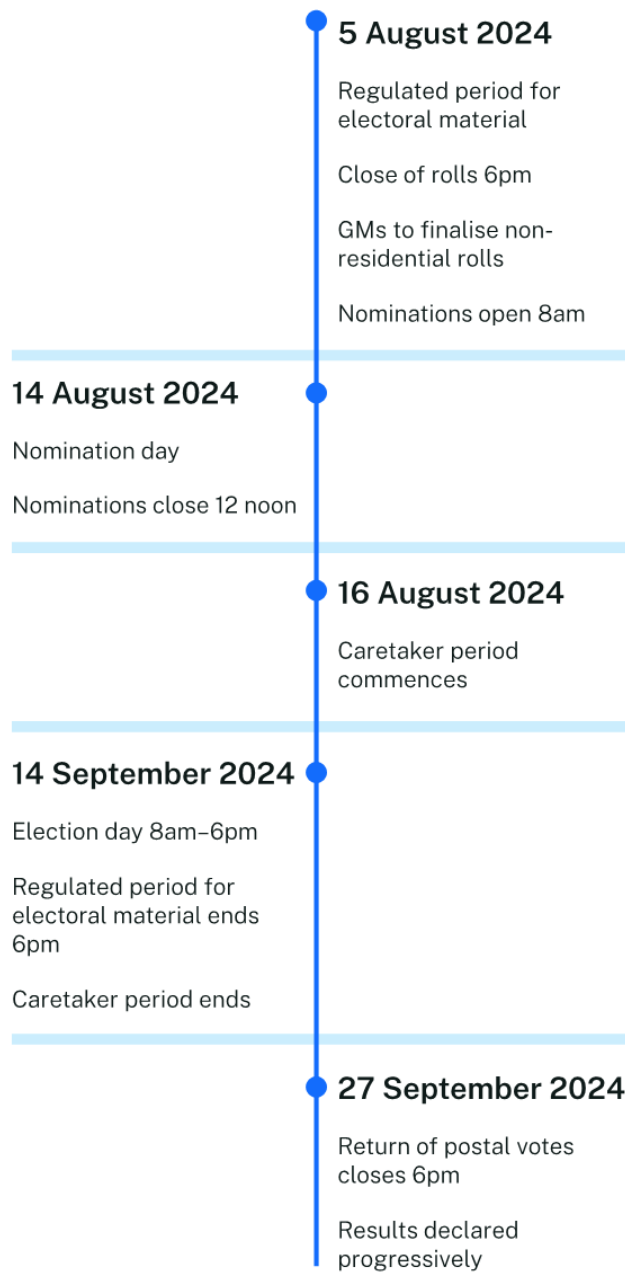 5 August 2024
Regulated period for
electoral material
Close of rolls 6pm
GMs to finalise non-
residential rolls
Nominations open 8am
14 August 2024
Nomination day
Nominations close 12 noon
16 August 2024
Caretaker period
commences
14 September 2024
Election day 8am–6pm
Regulated period for
electoral material ends
6pm
Caretaker period ends
27 September 2024
Return of postal votes
closes 6pm
Results declared
progressively